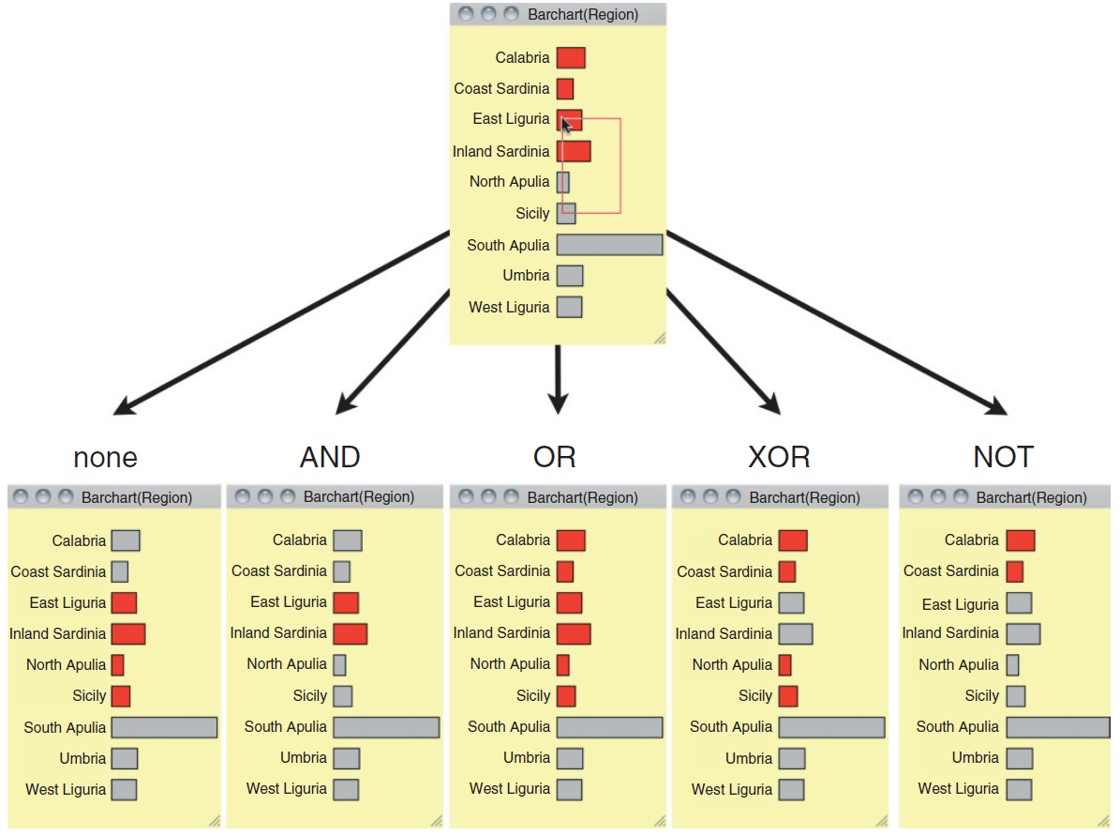 Barchart(Region)
Calabria
Coast Sardinia
East Liguria
Inland Sardinia
North Apulia
Sicily
South Apulia
Umbria
West Liguria
none
AND
OR
XOR
NOT
Barchart(Region)
Calabria
Coast Sardinia
East Liguria
Inland Sardinia
North Apulia
Sicily
South Apulia
Umbria
West Liguria
Barchart(Region)
Calabria
Coast Sardinia
East Liguria
Inland Sardinia
North Apulia
Sicily
South Apulia
Umbria
West Liguria
Barchart(Region)
Calabria
Coast Sardinia
East Liguria
Inland Sardinia
North Apulia
Sicily
South Apulia
Umbria
West Liguria
Barchart(Region)
Calabria
Coast Sardinia
East Liguria
Inland Sardinia
North Apulia
Sicily
South Apulia
Umbria
West Liguria
Barchart(Region)
Calabria
Coast Sardinia
East Liguria
Inland Sardinia
North Apulia
Sicily
South Apulia
Umbria
West Liguria